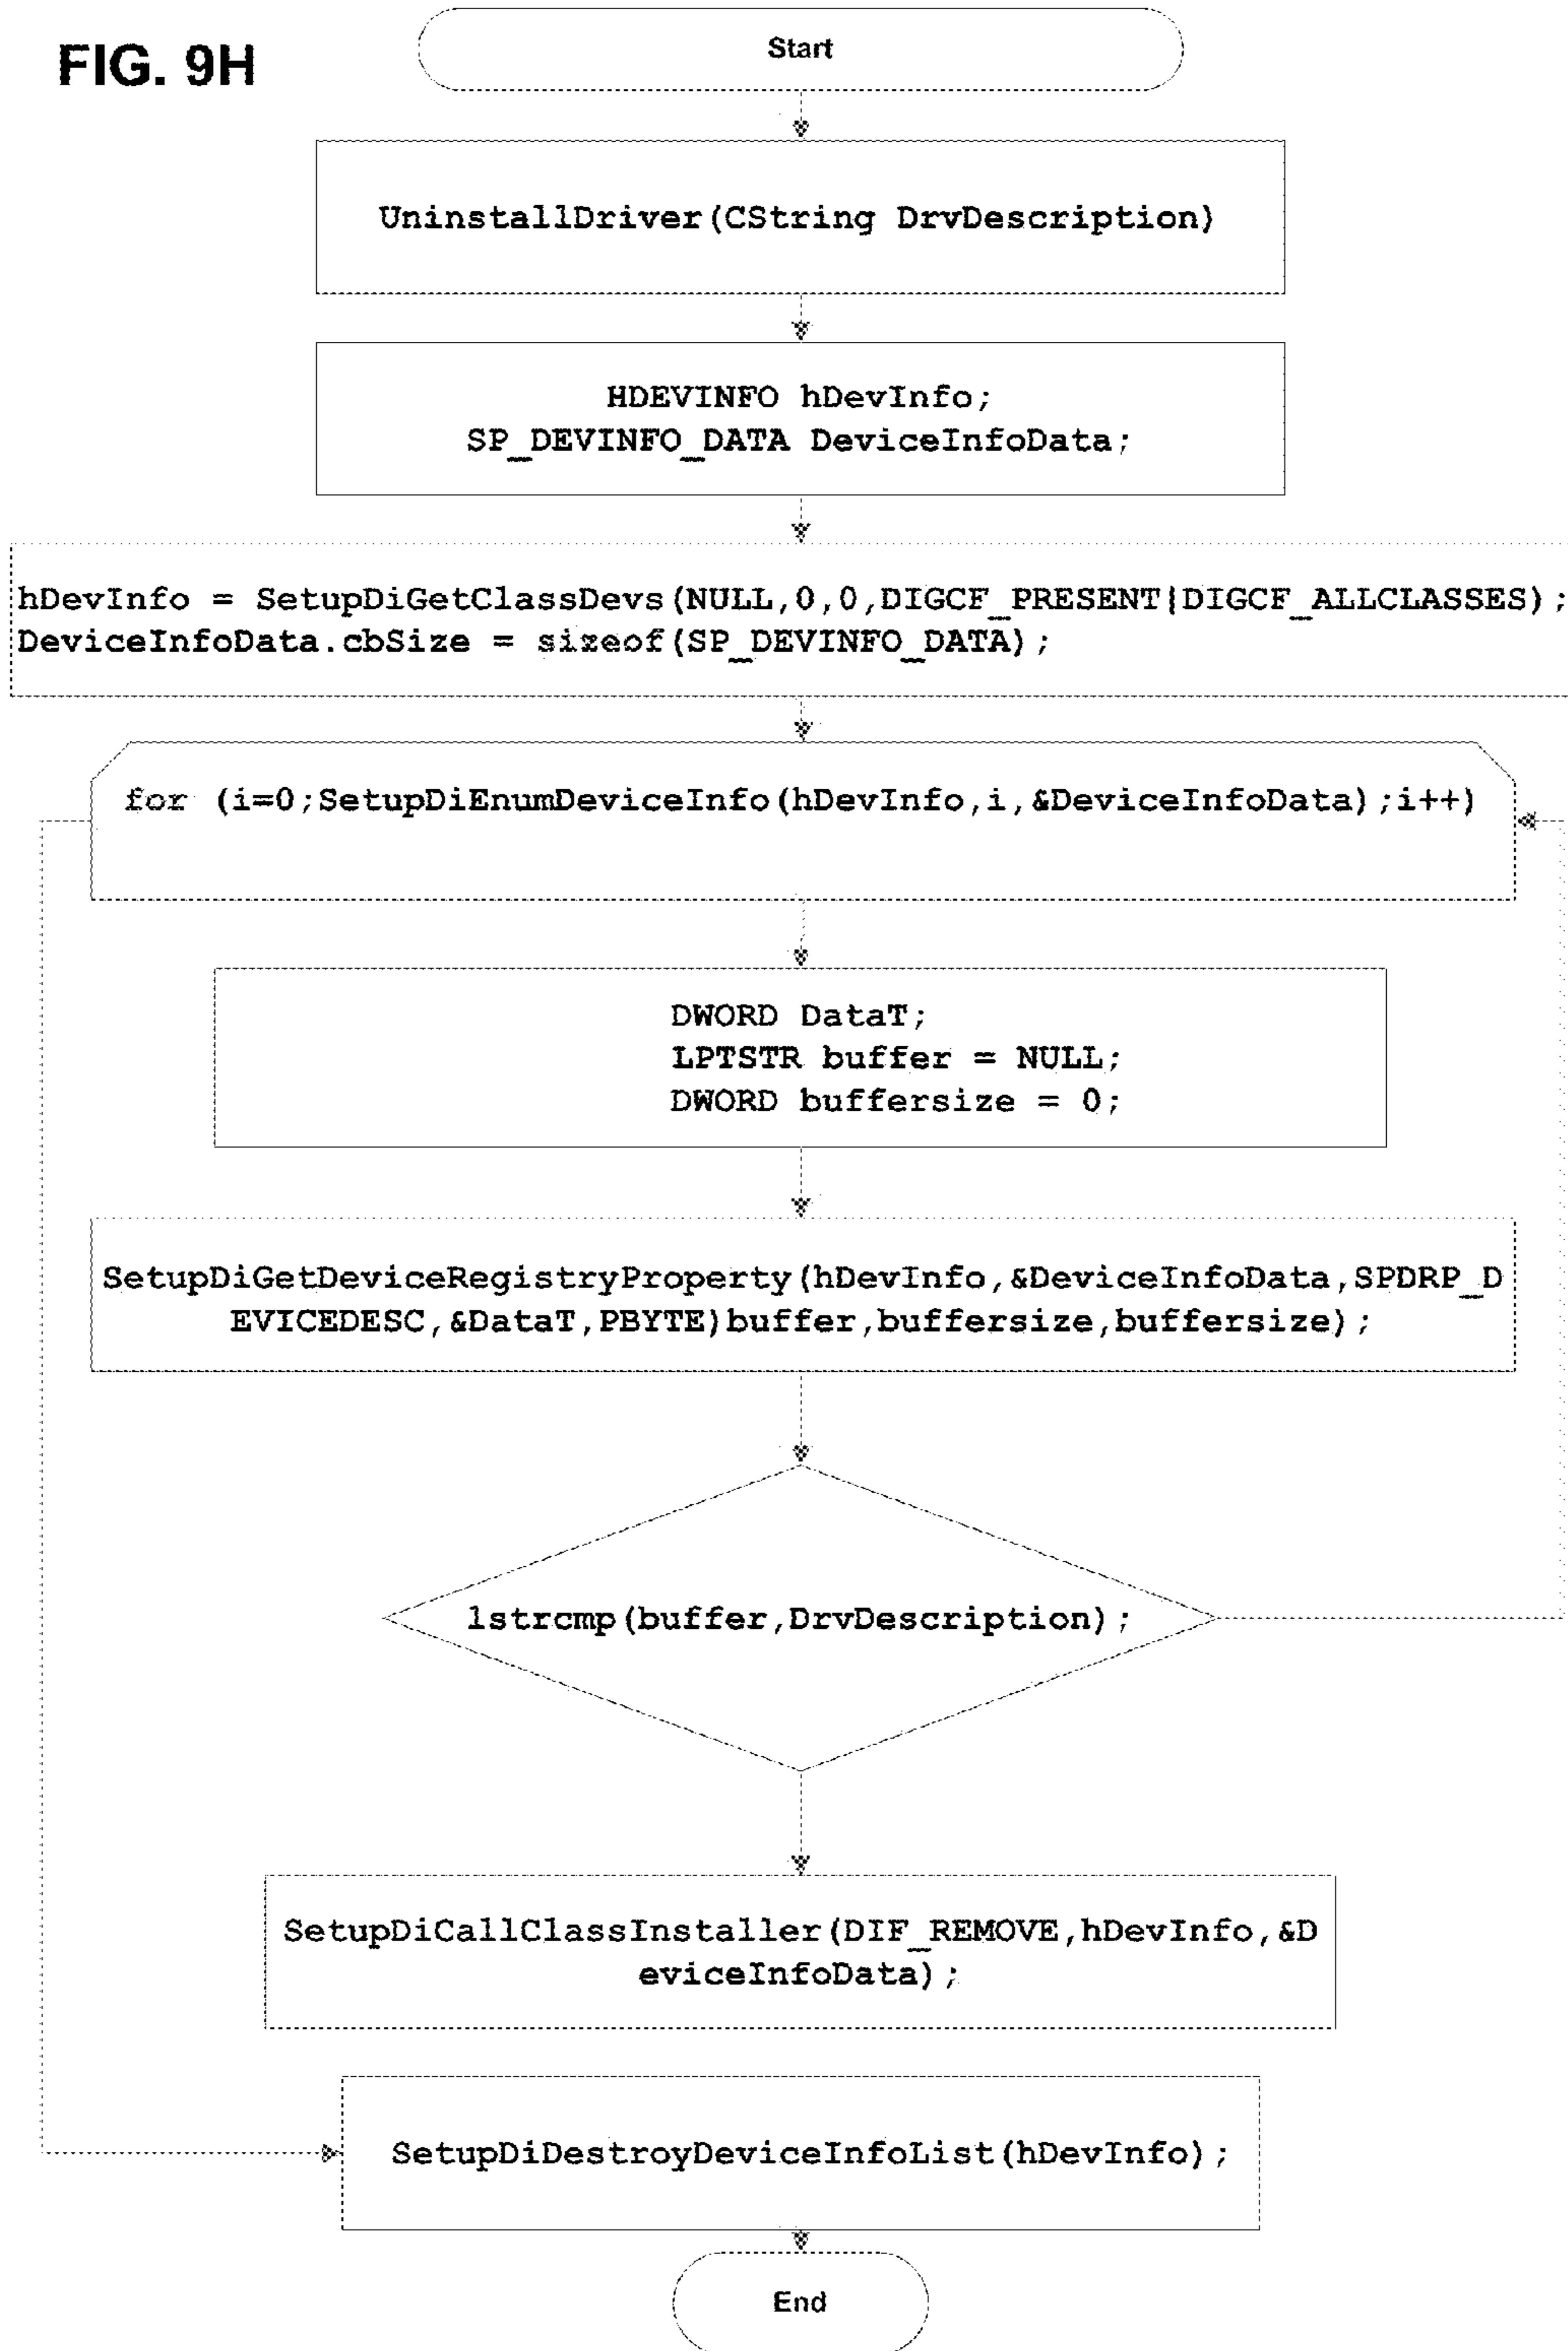 FIG. 9H
Start
UninstallDriver(CString DrvDescription)
HDEVINFO hDevInfo;
SP_DEVINFO_DATA DeviceInfoData;
hDevInfo = SetupDiGetClassDevs(NULL,0,0,DIGCF_PRESENT|DIGCF_ALLCLASSES);
DeviceInfoData.cbSize = sizeof(SP_DEVINFO_DATA);
for (i=0;SetupDiEnumDeviceInfo(hDevInfo,i,&DeviceInfoData);i++)
DWORD DataT;
LPTSTR buffer = NULL;
DWORD buffersize = 0;
SetupDiGetDeviceRegistryProperty(hDevInfo,&DeviceInfoData,SPDRP_D
EVICEDESC,&DataT,PBYTE)buffer,buffersize,buffersize);
lstrcmp(buffer,DrvDescription);
SetupDiCallClassInstaller(DIF_REMOVE,hDevInfo,&D
eviceInfoData);
SetupDiDestroyDeviceInfoList(hDevInfo);
End